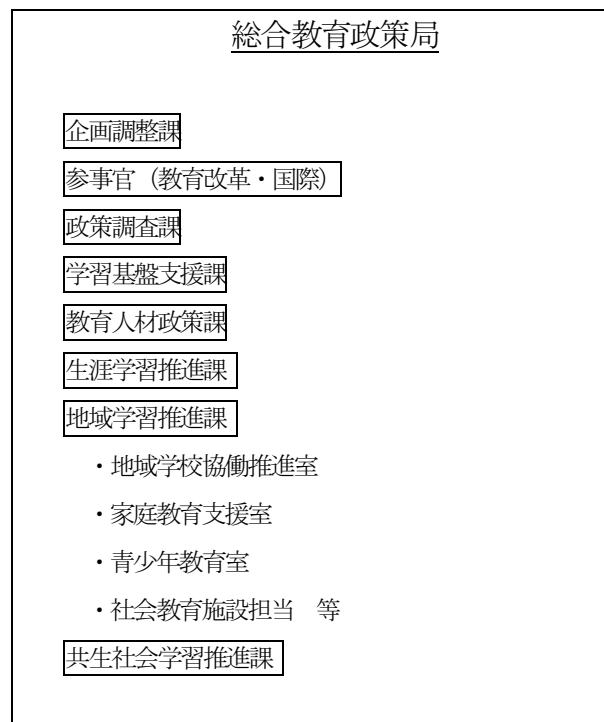 総合教育政策局
企画調整課
参事官（教育改革・国際）
政策調査課
学習基盤支援課
教育人材政策課
生涯学習推進課
地域学習推進課
・地域学校協働推進室
・家庭教育支援室
・青少年教育室
・社会教育施設担当　等
共生社会学習推進課